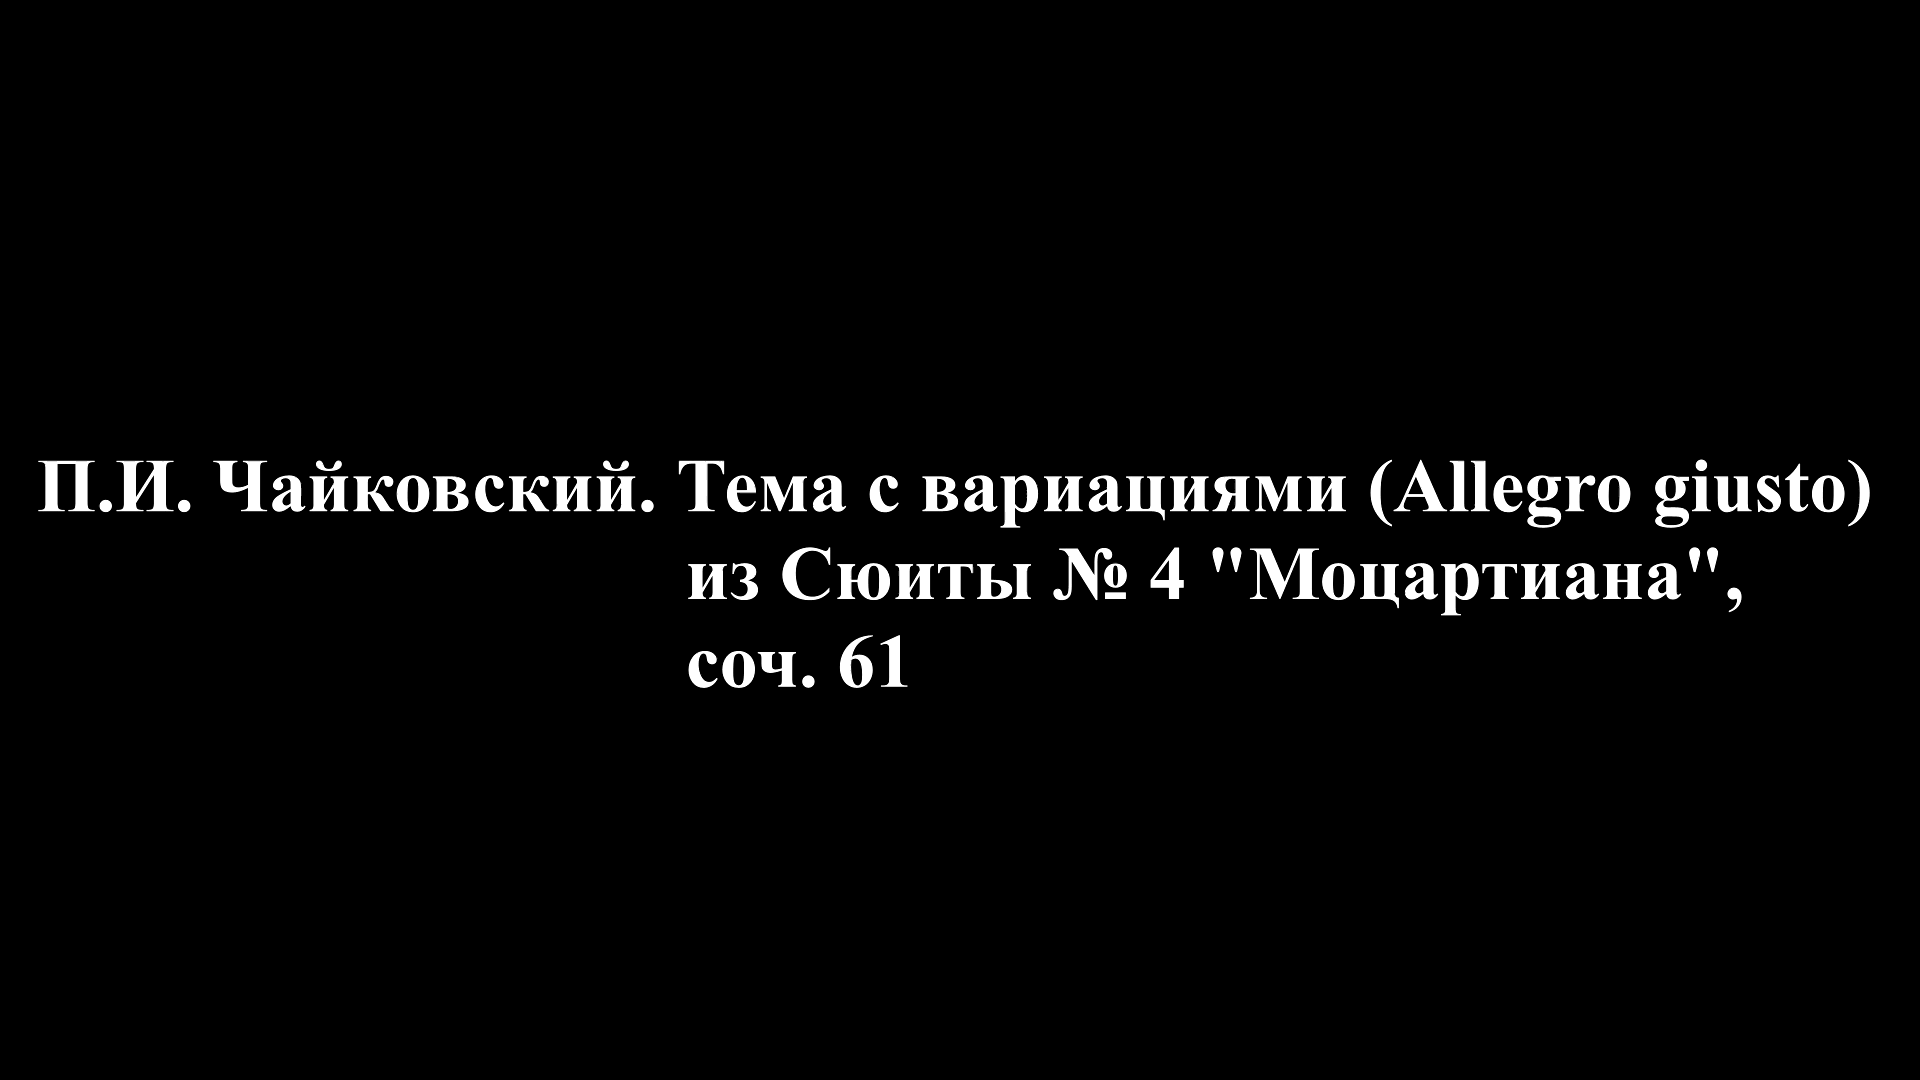 П.И. Чайковский. Тема с вариациями (Allegro giusto)
из Сюиты № 4 "Моцартиана",
соч. 61